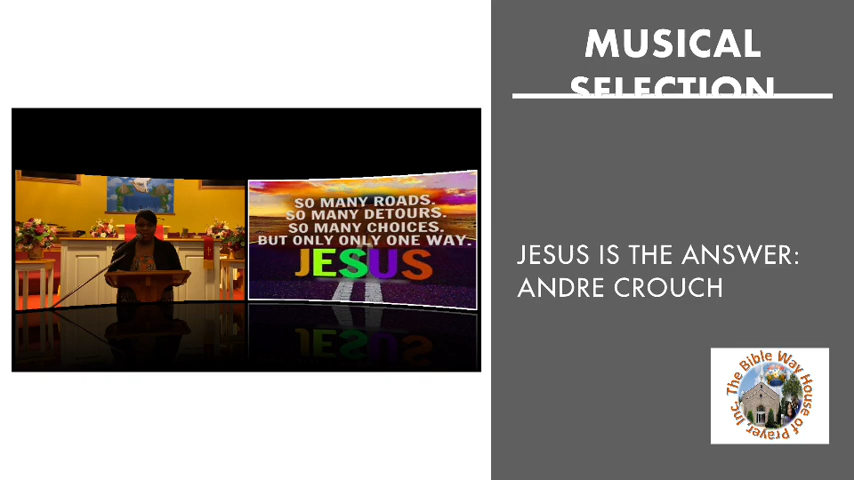 MUSICAL
SELECTION
SO MANY ROADS.
SO MANY DETOURS.
SO MANY CHOICES.
BUT ONLY ONLY ONE WAY.
JESUS
JESUS IS THE ANSWER:
ANDRE CROUCH
The Bible Way House of Prayer, Inc.